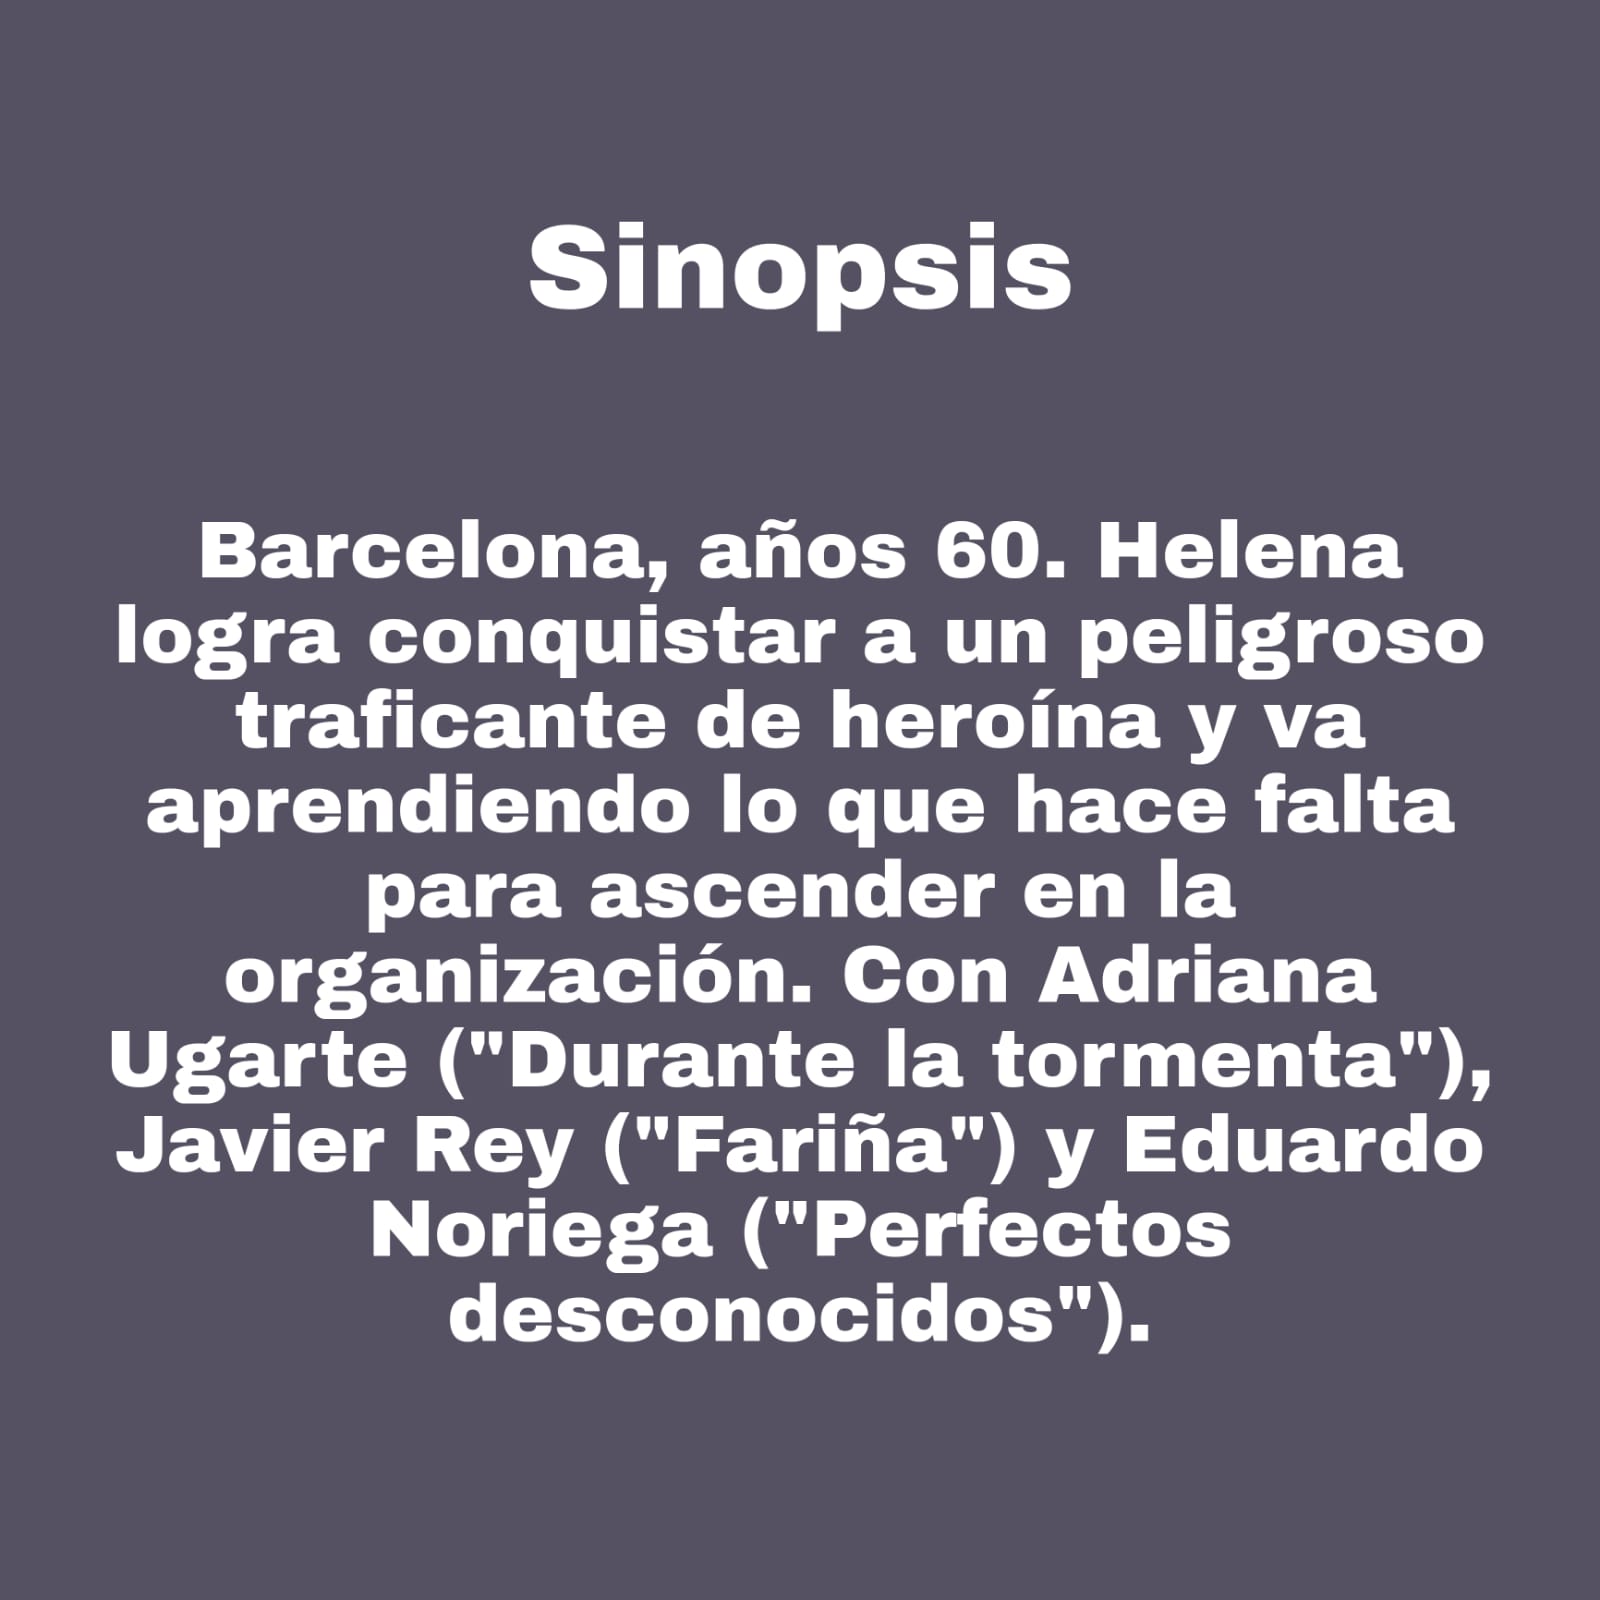 Sinopsis
Barcelona, años 60. Helena
logra conquistar a un peligroso
traficante de heroína y va
aprendiendo lo que hace falta
para ascender en la
organización. Con Adriana
Ugarte ("Durante la tormenta"),
Javier Rey ("Fariña") y Eduardo
Noriega ("Perfectos
desconocidos").